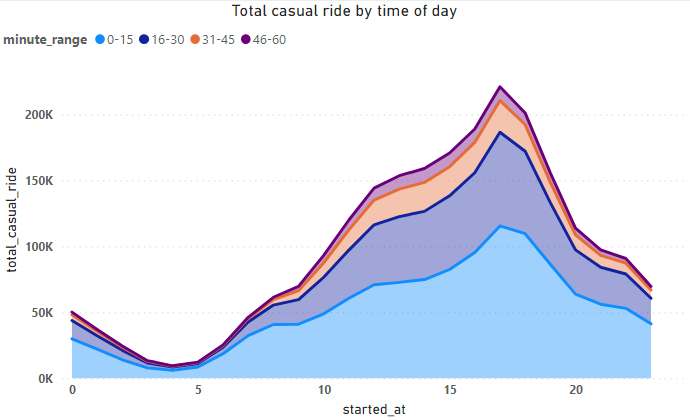 Total casual ride by time of day
minute_range 0-15 16-30 31-45 46-60
200K
150K
100K
50K
0K
total_casual_ride
0 5 10 15 20
started_at